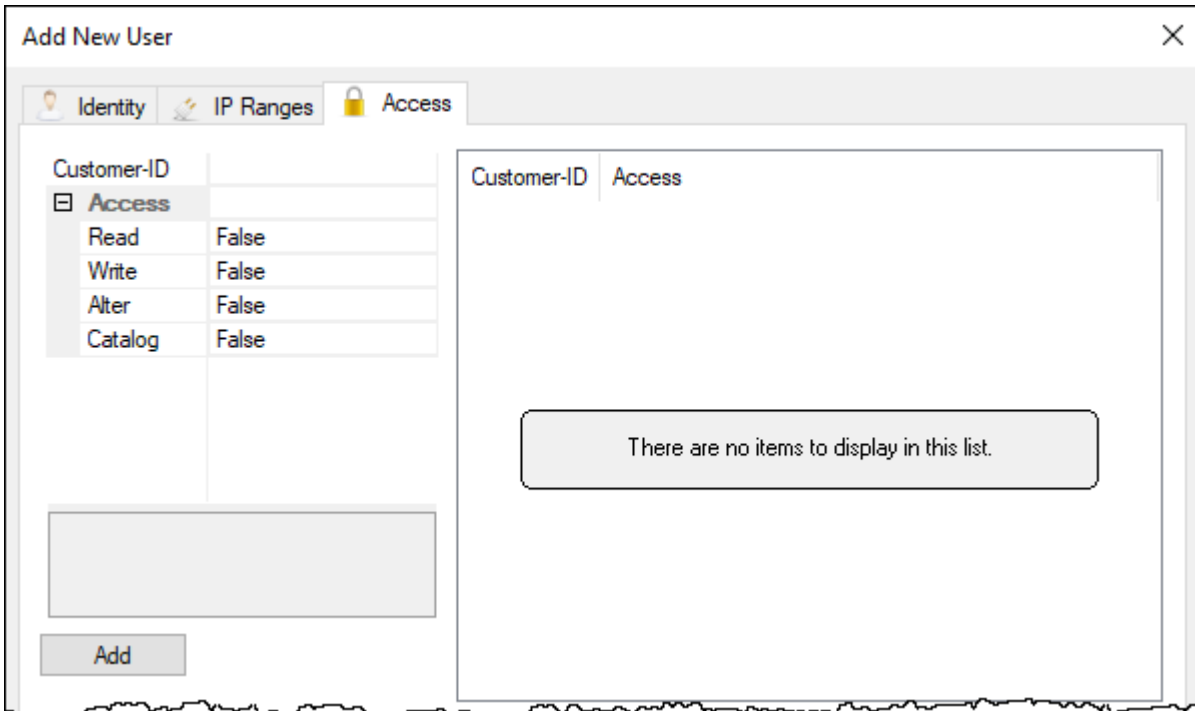 Add New User
Identity IP Ranges Access
Customer-ID
Access
Read False
Write False
Alter False
Catalog False
Add
Customer-ID Access
There are no items to display in this list.